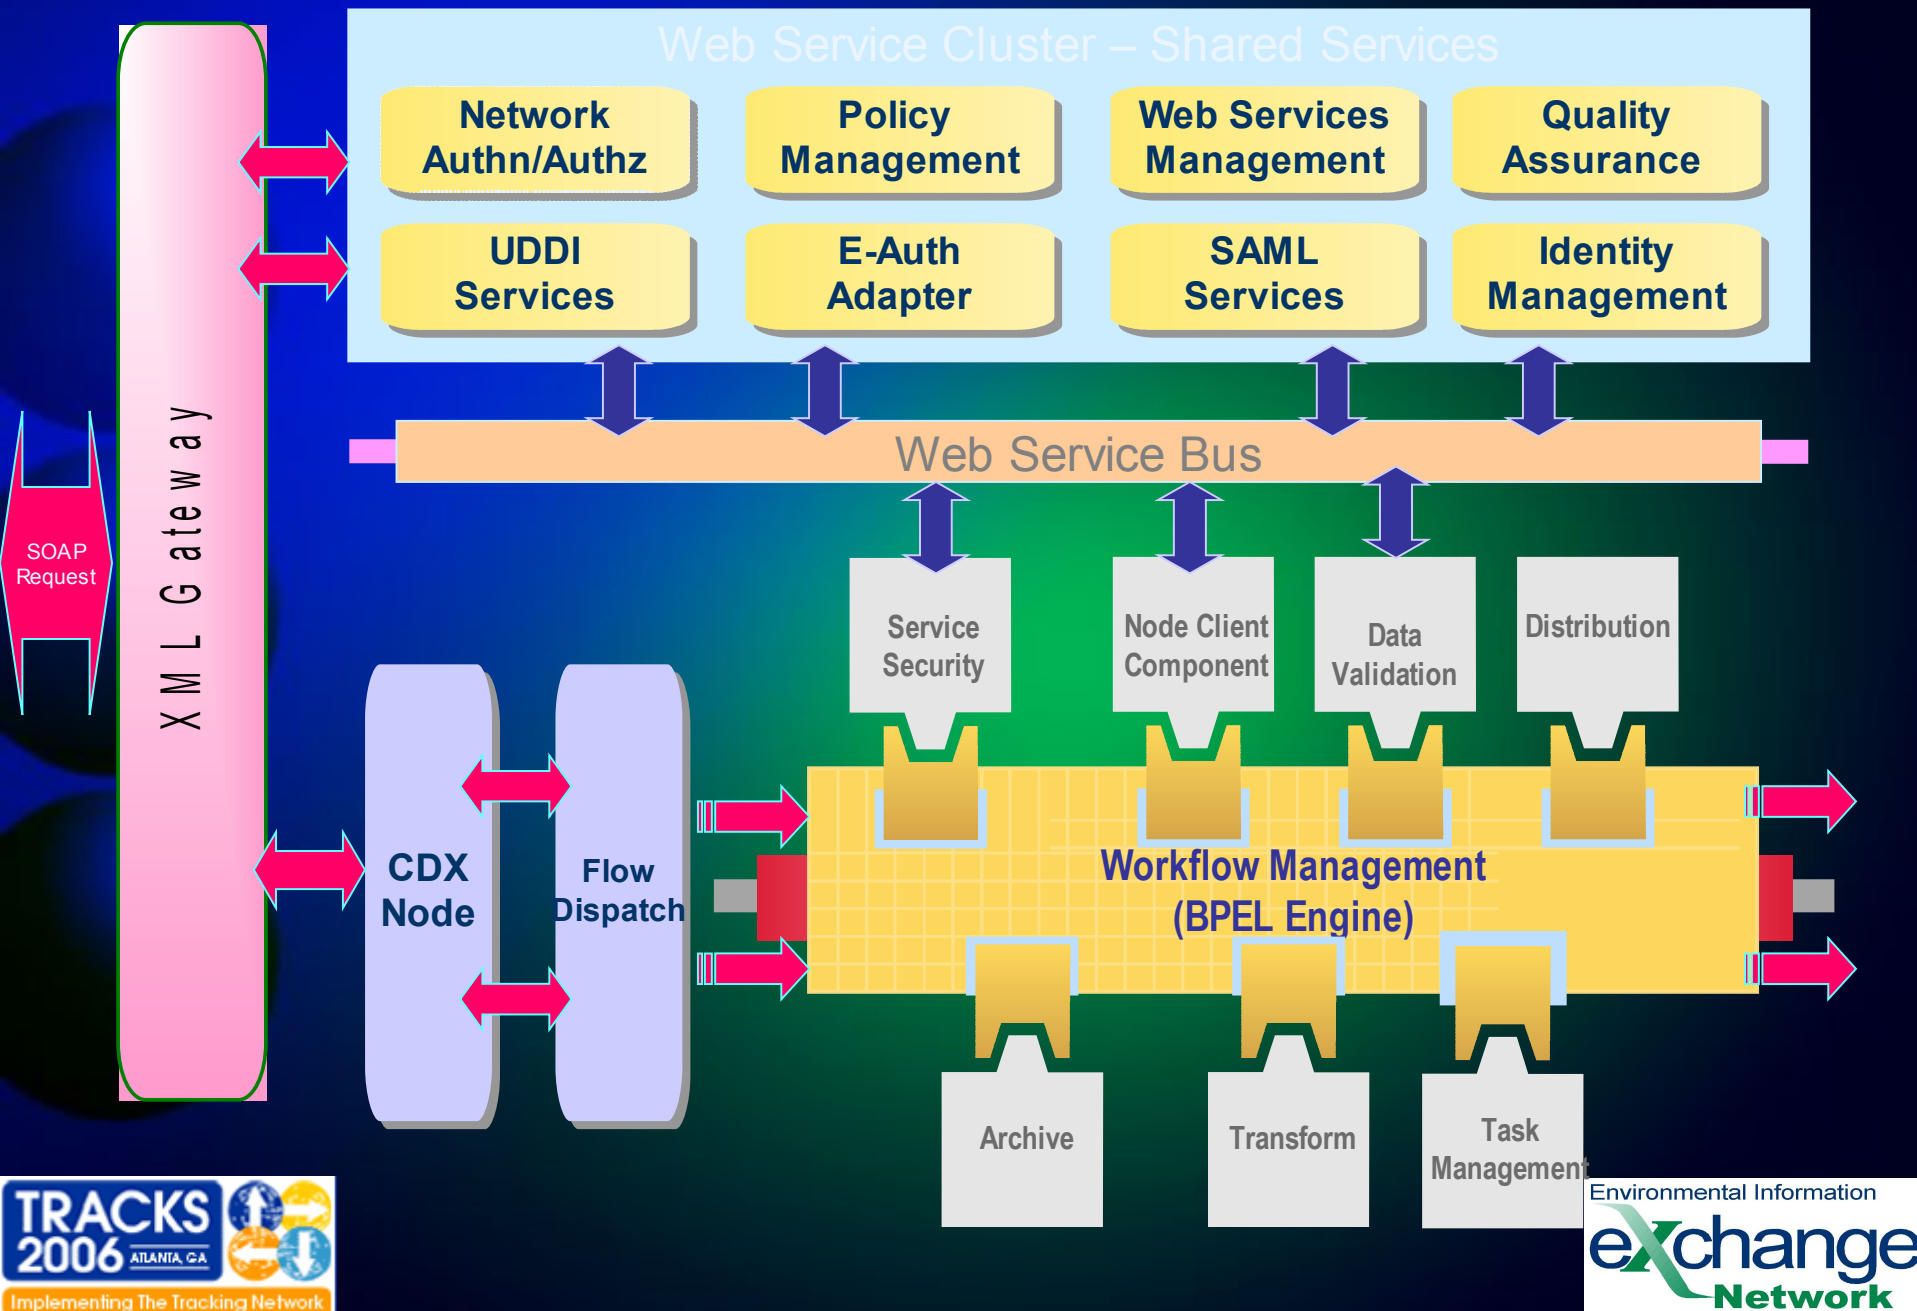 Web Service Cluster – Shared Services
Network
Authn/Authz
Policy
Management
Web Services
Management
Quality
Assurance
UDDI
Services
E-Auth
Adapter
SAML
Services
Identity
Management
XML Gateway
Web Service Bus
SOAP
Request
Service
Security
Node Client
Component
Data
Validation
Distribution
CDX
Node
Flow
Dispatch
Workflow Management
(BPEL Engine)
Archive
Transform
Task
Management
TRACKS
2006 ATLANTA, GA
Implementing The Tracking Network
Environmental Information
eXchange
Network